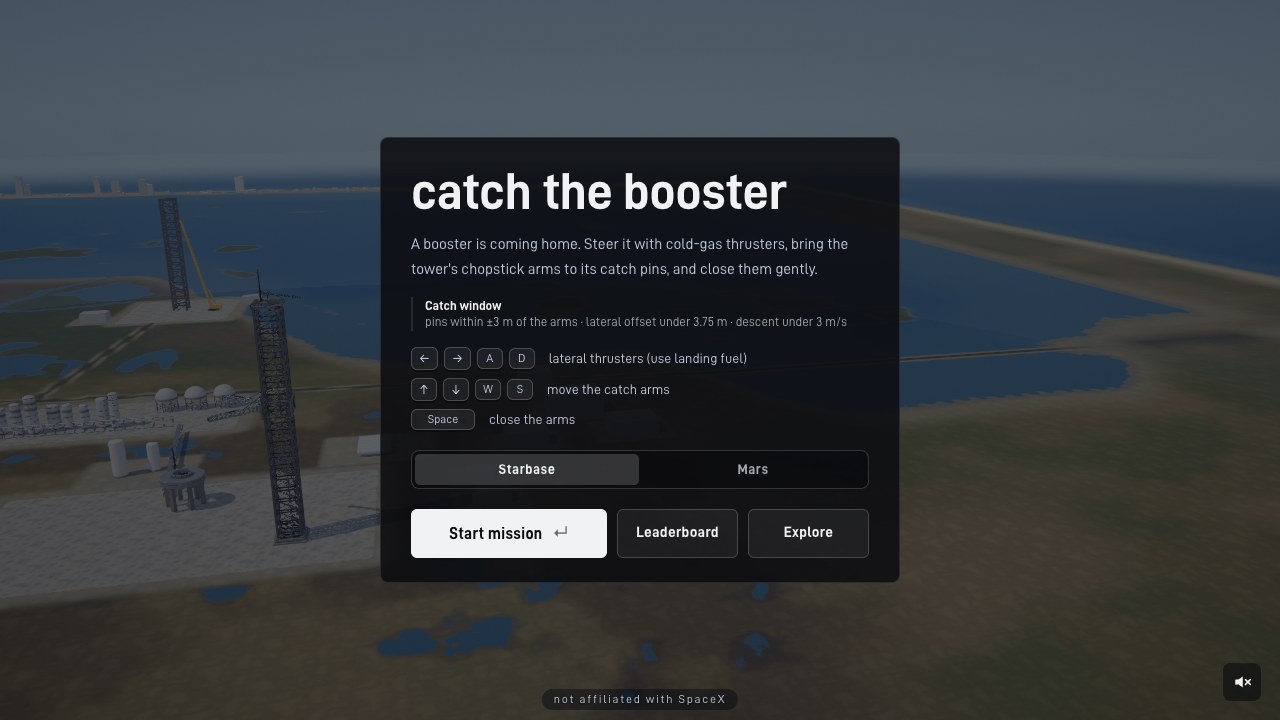 catch the booster
A booster is coming home. Steer it with cold-gas thrusters, bring the
tower's chopstick arms to its catch pins, and close them gently.
Catch window
pins within ±3 m of the arms · lateral offset under 3.75 m · descent under 3 m/s
← → A D lateral thrusters (use landing fuel)
↑ ↓ W S move the catch arms
Space close the arms
Starbase Mars
Start mission ↵ Leaderboard Explore
not affiliated with SpaceX